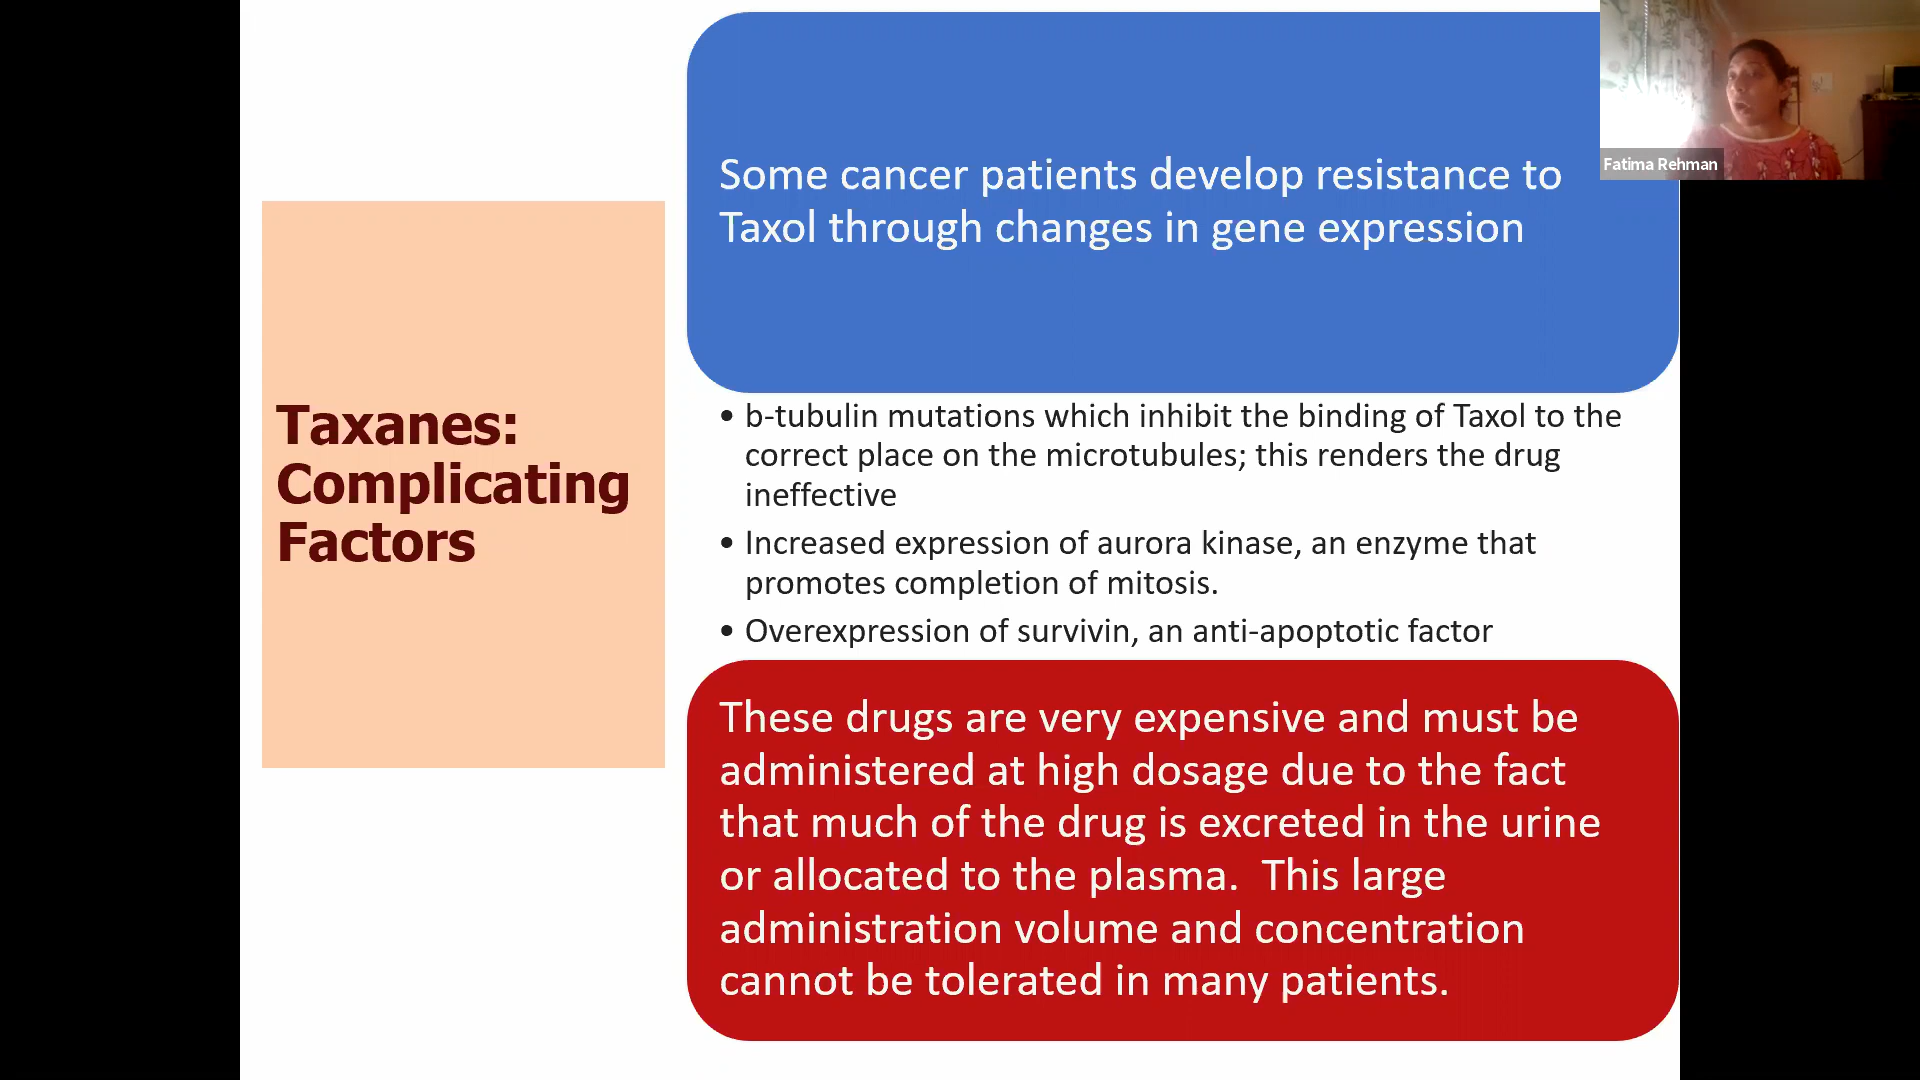 Taxanes:
Complicating
Factors
Some cancer patients develop resistance to
Taxol through changes in gene expression
• b-tubulin mutations which inhibit the binding of Taxol to the
correct place on the microtubules; this renders the drug
ineffective
• Increased expression of aurora kinase, an enzyme that
promotes completion of mitosis.
• Overexpression of survivin, an anti-apoptotic factor
These drugs are very expensive and must be
administered at high dosage due to the fact
that much of the drug is excreted in the urine
or allocated to the plasma.  This large
administration volume and concentration
cannot be tolerated in many patients.
Fatima Rehman